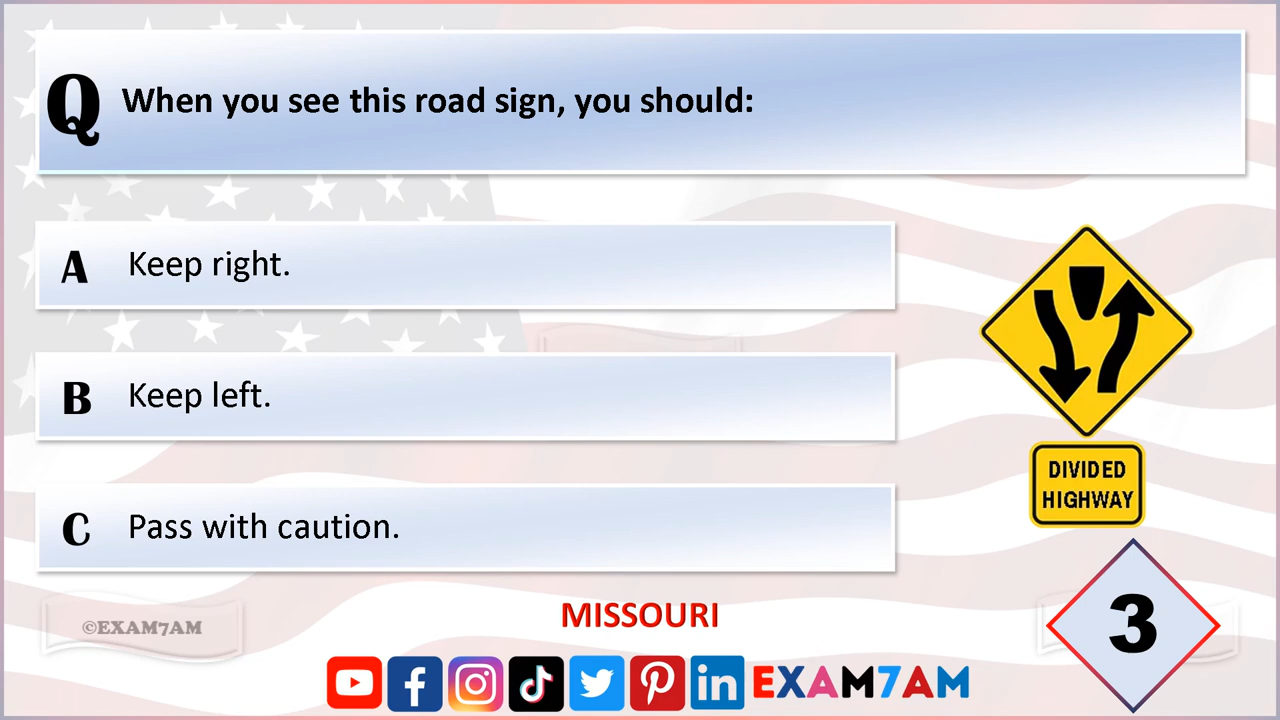 Q When you see this road sign, you should:
A Keep right.
B Keep left.
C Pass with caution.
DIVIDED
HIGHWAY
MISSOURI
3
©EXAM7AM
EXAM7AM